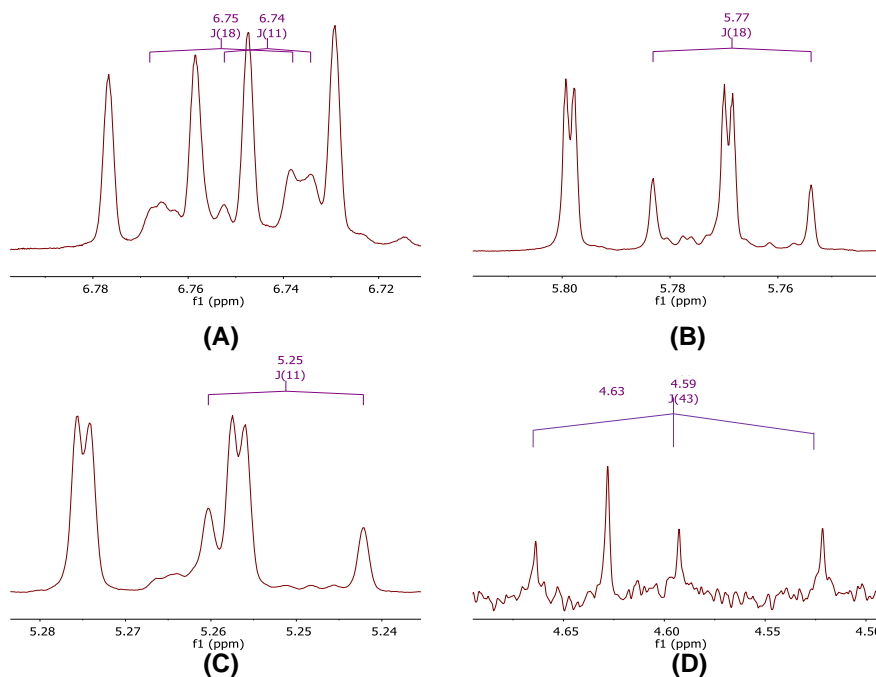 6.75 6.74
J(18) J(11)
6.78 6.76 6.74 6.72
f1 (ppm)
(A)
5.77
J(18)
5.80 5.78 5.76
f1 (ppm)
(B)
5.25
J(11)
5.28 5.27 5.26 5.25 5.24
f1 (ppm)
(C)
4.63 4.59
J(43)
4.65 4.60 4.55 4.50
f1 (ppm)
(D)